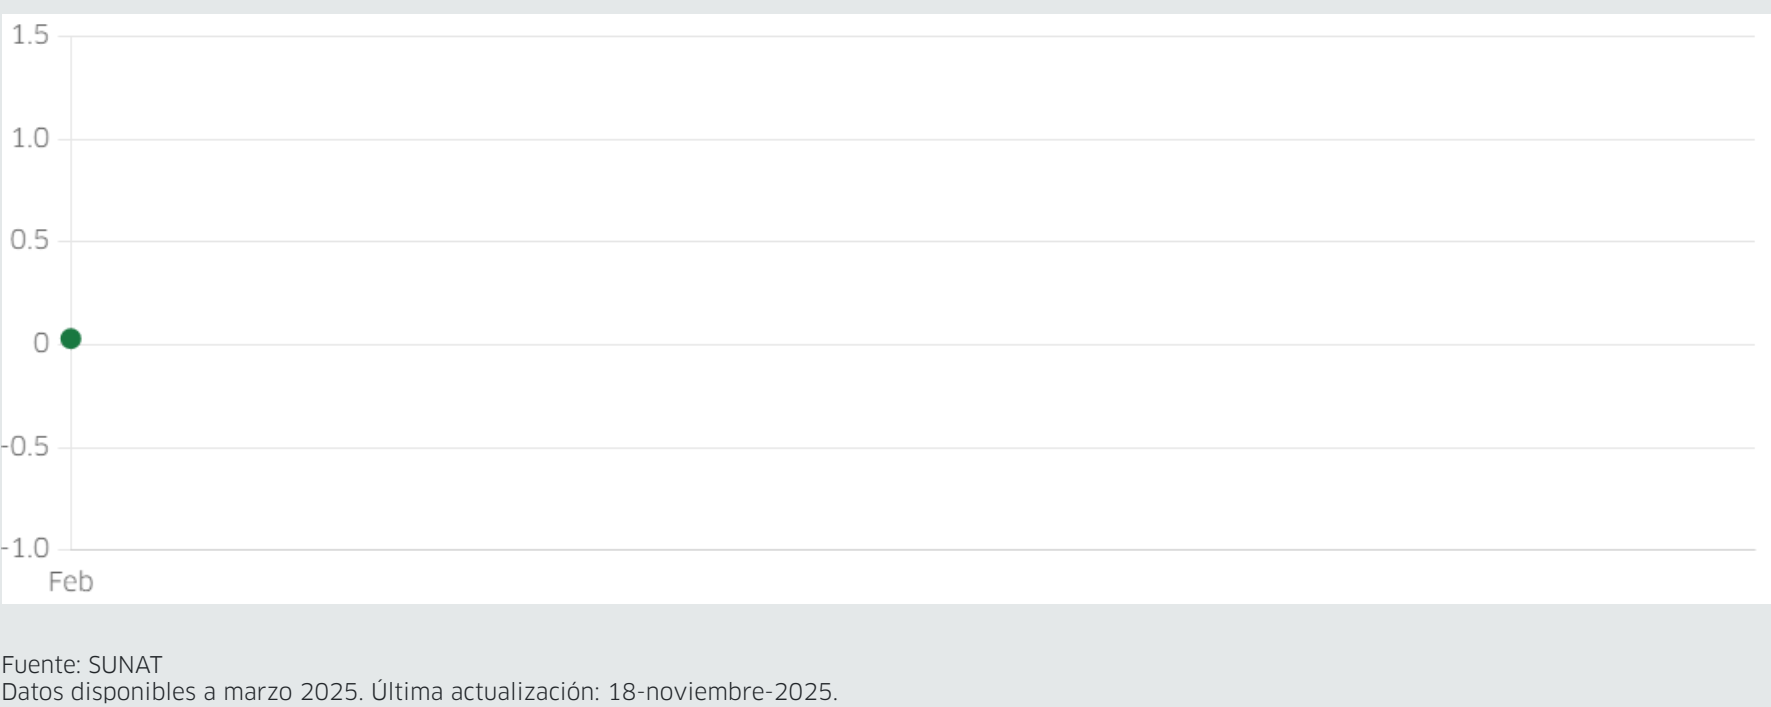 1.5
1.0
0.5
0
-0.5
-1.0
Feb
Fuente: SUNAT
Datos disponibles a marzo 2025. Última actualización: 18-noviembre-2025.